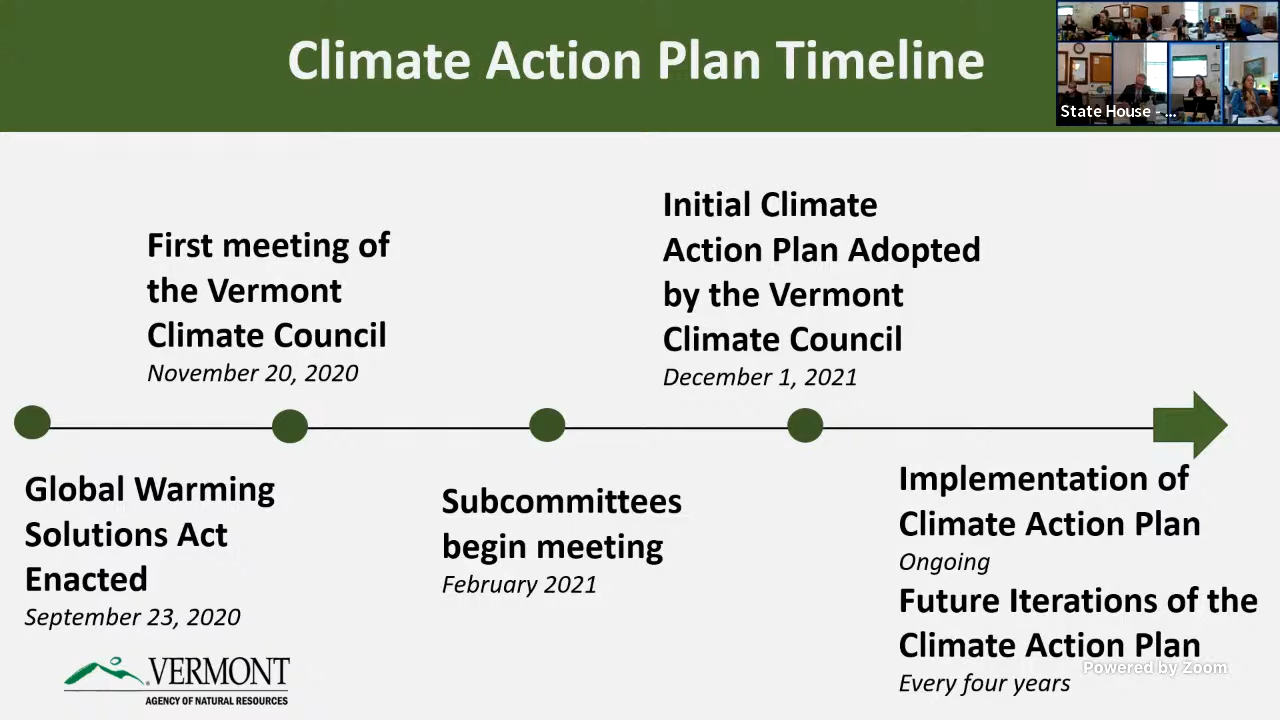 Climate Action Plan Timeline
State House - ...
First meeting of
the Vermont
Climate Council
November 20, 2020
Initial Climate
Action Plan Adopted
by the Vermont
Climate Council
December 1, 2021
Global Warming
Solutions Act
Enacted
September 23, 2020
Subcommittees
begin meeting
February 2021
Implementation of
Climate Action Plan
Ongoing
Future Iterations of the
Climate Action Plan
Every four years
Powered by Zoom
VERMONT
AGENCY OF NATURAL RESOURCES